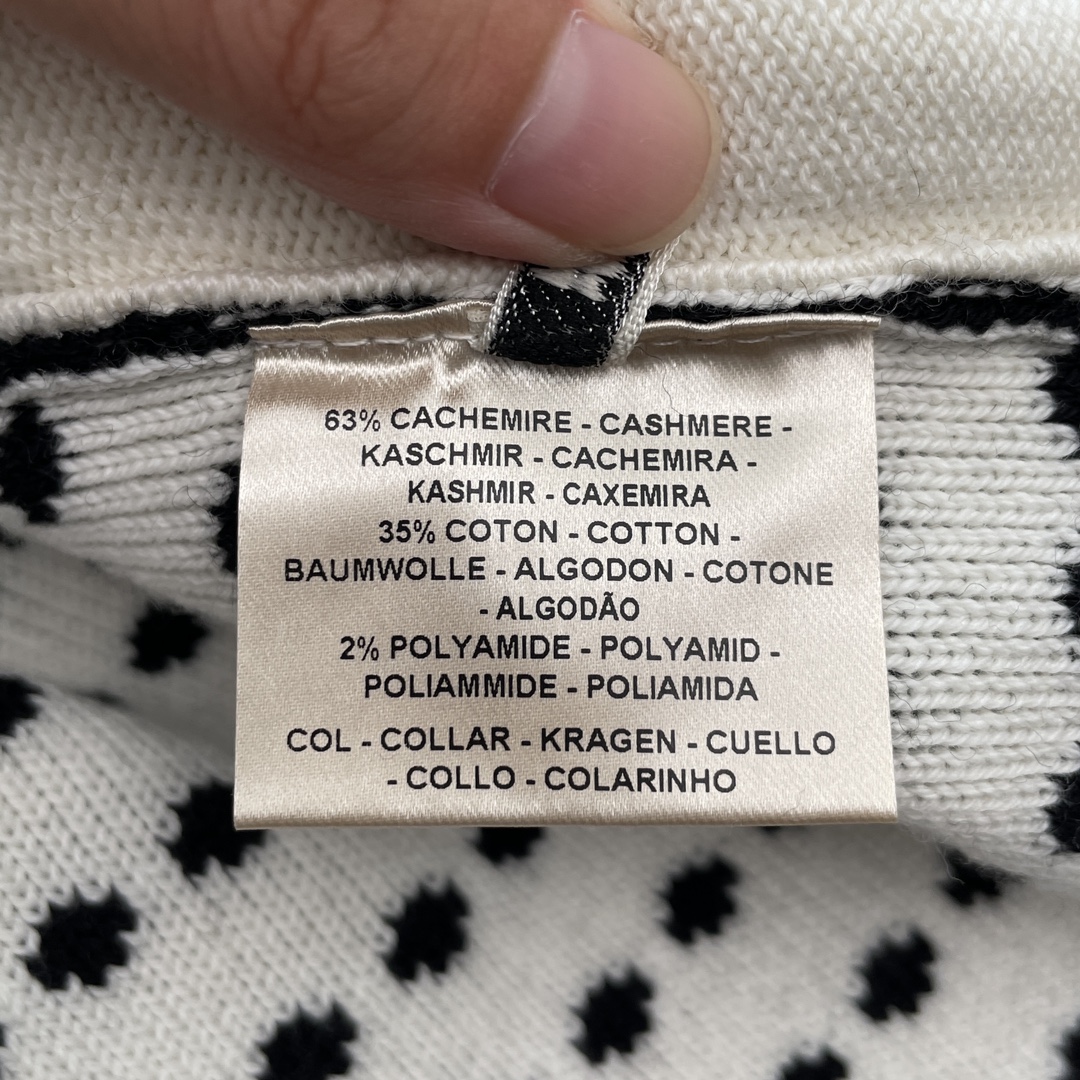 63% CACHEMIRE - CASHMERE -
KASCHMIR - CACHEMIRA -
KASHMIR - CAXEMIRA
35% COTON - COTTON -
BAUMWOLLE - ALGODON - COTONE
- ALGODÃO
2% POLYAMIDE - POLYAMID -
POLIAMMIDE - POLIAMIDA
COL - COLLAR - KRAGEN - CUELLO
- COLLO - COLARINHO